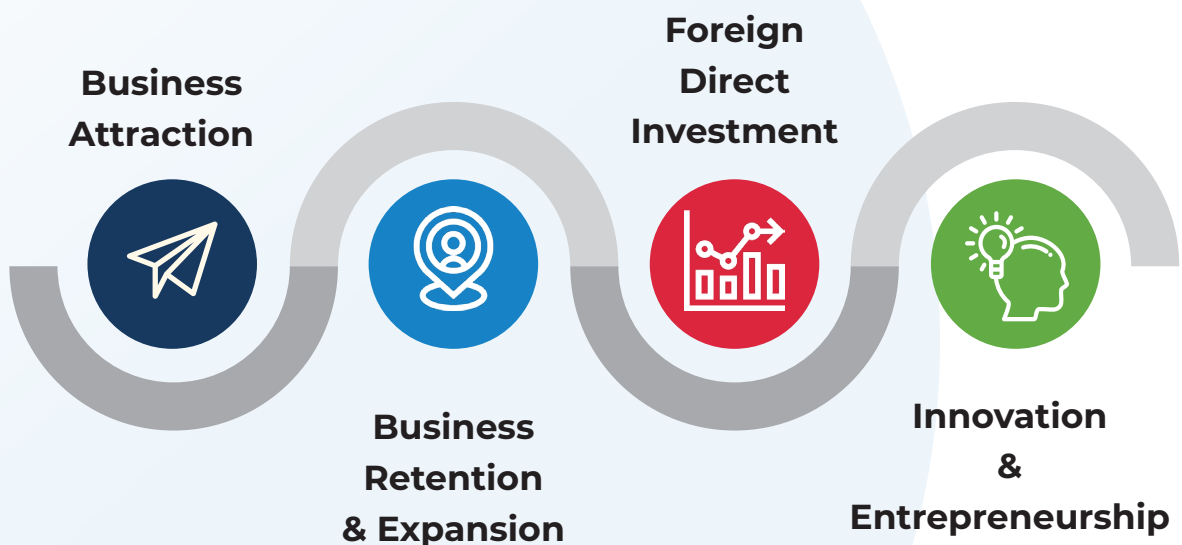 Business
Attraction
Business
Retention
& Expansion
Foreign
Direct
Investment
Innovation
&
Entrepreneurship